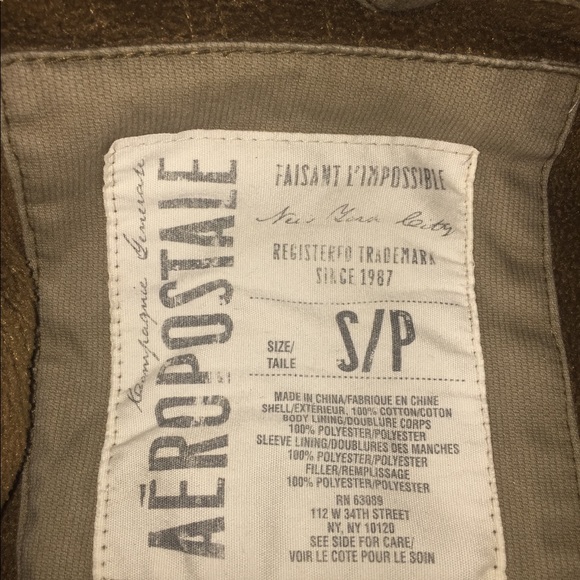 Compagnie Generale
AÉROPOSTALE
FAISANT L'IMPOSSIBLE
New York City
REGISTERED TRADEMARK
SINCE 1987
SIZE/
TAILE
S/P
MADE IN CHINA/FABRIQUE EN CHINE
SHELL/EXTERIEUR, 100% COTTON/COTON
BODY LINING/DOUBLURE CORPS
100% POLYESTER/POLYESTER
SLEEVE LINING/DOUBLURES DES MANCHES
100% POLYESTER/POLYESTER
FILLER/REMPLISSAGE
100% POLYESTER/POLYESTER
RN 63089
112 W 34TH STREET
NY, NY 10120
SEE SIDE FOR CARE/
VOIR LE COTE POUR LE SOIN